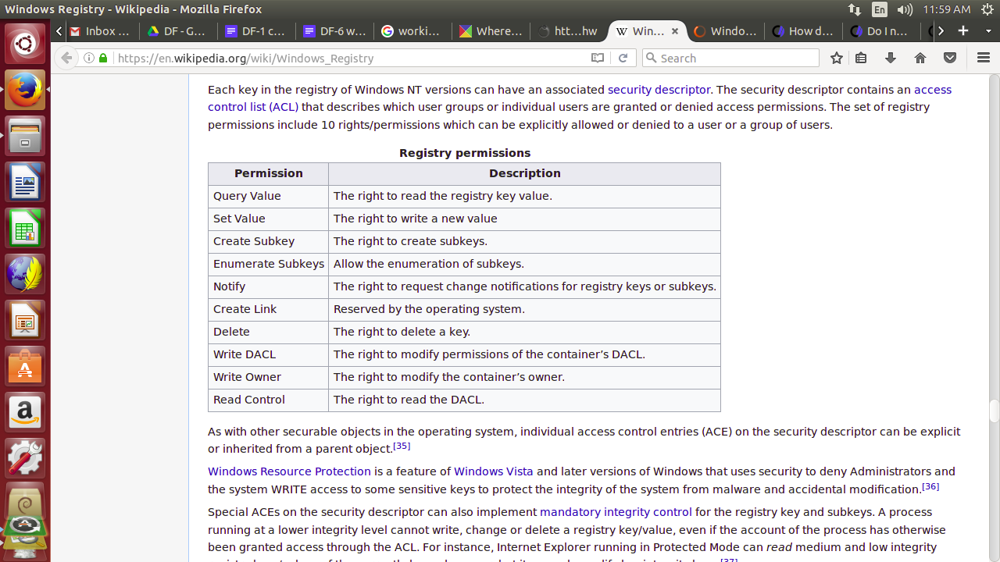 Windows Registry - Wikipedia - Mozilla Firefox
En
11:59 AM
Inbox ...
DF - G...
DF-1 c...
DF-6 w...
worki...
Where...
htt...hw
Win...
Windo...
How d...
Do I n...
https://en.wikipedia.org/wiki/Windows_Registry
Search
Each key in the registry of Windows NT versions can have an associated security descriptor. The security descriptor contains an access
control list (ACL) that describes which user groups or individual users are granted or denied access permissions. The set of registry
permissions include 10 rights/permissions which can be explicitly allowed or denied to a user or a group of users.
Registry permissions
Permission Description
Query Value The right to read the registry key value.
Set Value The right to write a new value
Create Subkey The right to create subkeys.
Enumerate Subkeys Allow the enumeration of subkeys.
Notify The right to request change notifications for registry keys or subkeys.
Create Link Reserved by the operating system.
Delete The right to delete a key.
Write DACL The right to modify permissions of the container’s DACL.
Write Owner The right to modify the container’s owner.
Read Control The right to read the DACL.
As with other securable objects in the operating system, individual access control entries (ACE) on the security descriptor can be explicit
or inherited from a parent object.[35]
Windows Resource Protection is a feature of Windows Vista and later versions of Windows that uses security to deny Administrators and
the system WRITE access to some sensitive keys to protect the integrity of the system from malware and accidental modification.[36]
Special ACEs on the security descriptor can also implement mandatory integrity control for the registry key and subkeys. A process
running at a lower integrity level cannot write, change or delete a registry key/value, even if the account of the process has otherwise
been granted access through the ACL. For instance, Internet Explorer running in Protected Mode can read medium and low integrity